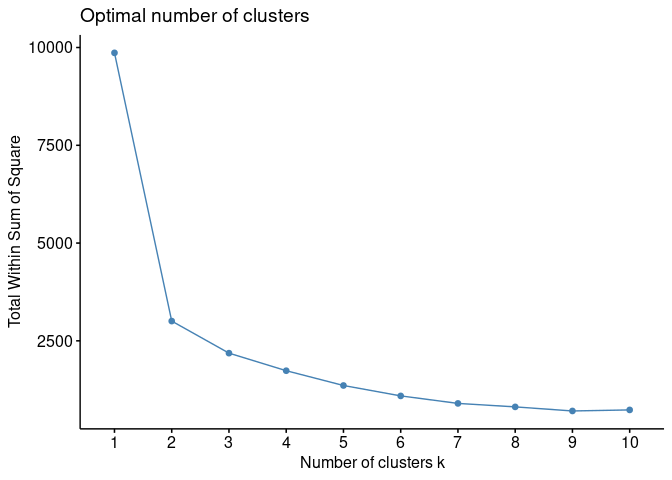 Optimal number of clusters
10000
7500
5000
2500
Total Within Sum of Square
1 2 3 4 5 6 7 8 9 10
Number of clusters k